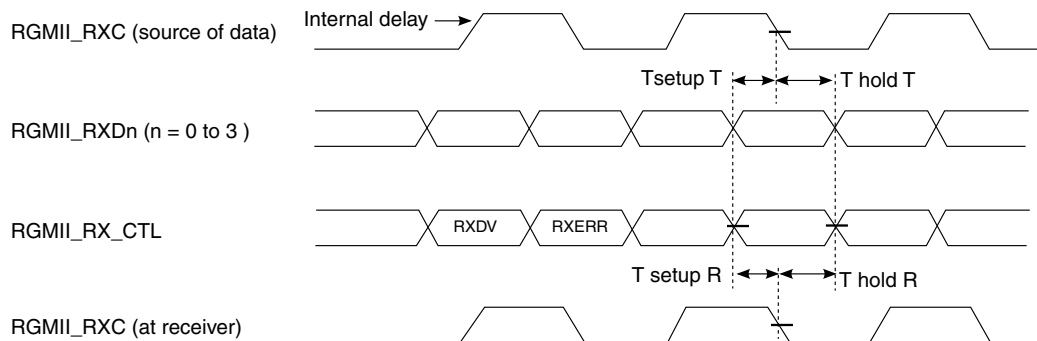 Internal delay
RGMII_RXC (source of data)
Tsetup T
T hold T
RGMII_RXDn (n = 0 to 3 )
RGMII_RX_CTL
RXDV
RXERR
T setup R
T hold R
RGMII_RXC (at receiver)